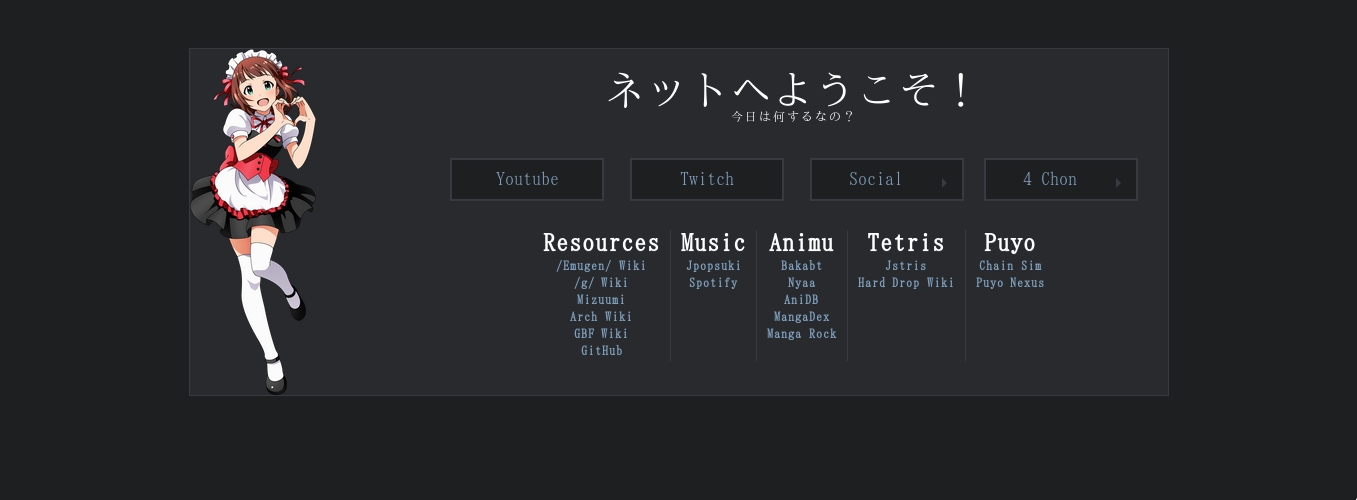 ネットへようこそ！
今日は何するなの？
Youtube
Twitch
Social
4 Chon
Resources
/Emugen/ Wiki
/g/ Wiki
Mizuumi
Arch Wiki
GBF Wiki
GitHub
Music
Jpopsuki
Spotify
Animu
Bakabt
Nyaa
AniDB
MangaDex
Manga Rock
Tetris
Jstris
Hard Drop Wiki
Puyo
Chain Sim
Puyo Nexus